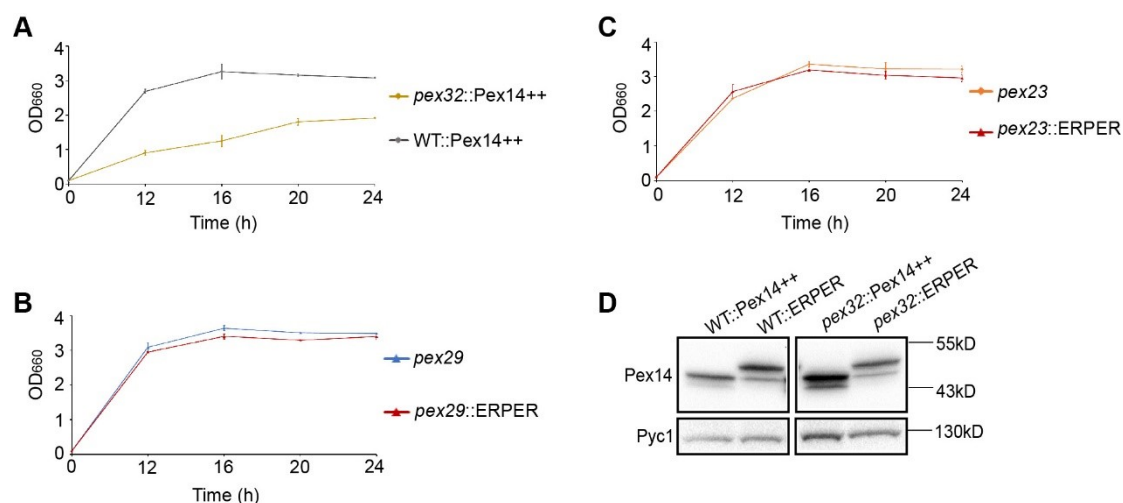 A
OD660
4
3
2
1
0
0 12 16 20 24
Time (h)
pex32::Pex14++
WT::Pex14++
B
OD660
4
3
2
1
0
0 12 16 20 24
Time (h)
pex29
pex29::ERPER
C
OD660
4
3
2
1
0
0 12 16 20 24
Time (h)
pex23
pex23::ERPER
D
WT::Pex14++
WT::ERPER
pex32::Pex14++
pex32::ERPER
Pex14
55kD
43kD
Pyc1
130kD